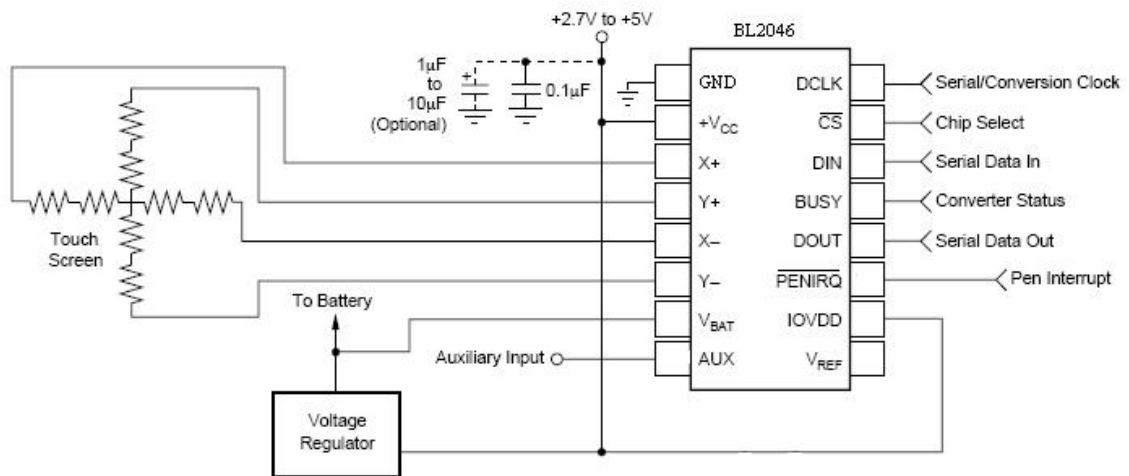 +2.7V to +5V
BL2046
1µF
to
10µF
(Optional)
+
0.1µF
GND
+VCC
X+
Y+
X–
Y–
VBAT
AUX
DCLK
CS
DIN
BUSY
DOUT
PENIRQ
IOVDD
VREF
Serial/Conversion Clock
Chip Select
Serial Data In
Converter Status
Serial Data Out
Pen Interrupt
Touch
Screen
To Battery
Auxiliary Input
Voltage
Regulator